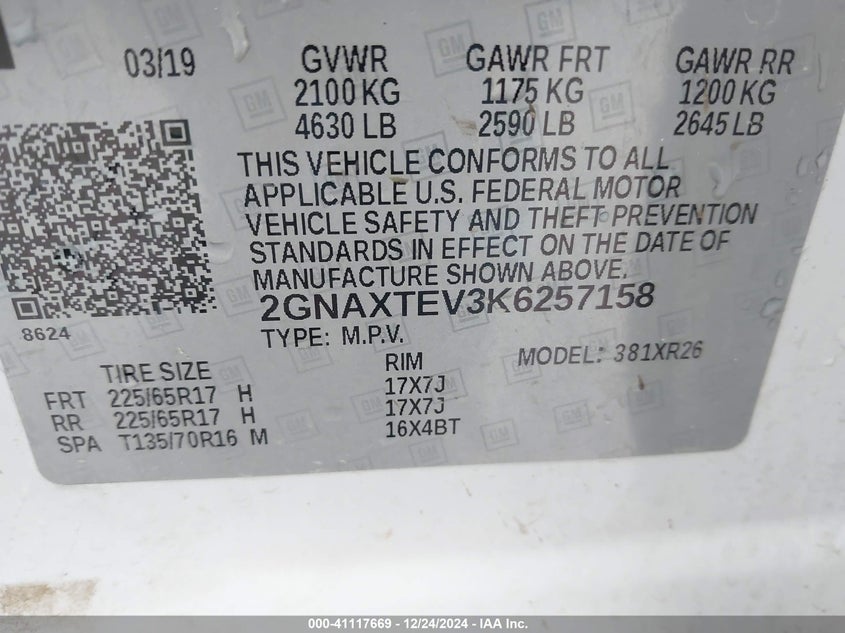 03/19 GVWR GAWR FRT GAWR RR
2100 KG 1175 KG 1200 KG
4630 LB 2590 LB 2645 LB
THIS VEHICLE CONFORMS TO ALL
APPLICABLE U.S. FEDERAL MOTOR
VEHICLE SAFETY AND THEFT PREVENTION
STANDARDS IN EFFECT ON THE DATE OF
MANUFACTURE SHOWN ABOVE.
2GNAXTEV3K6257158
8624
TYPE: M.P.V. MODEL: 381XR26
TIRE SIZE RIM
FRT 225/65R17 H 17X7J
RR 225/65R17 H 17X7J
SPA T135/70R16 M 16X4BT
GM
000-41117669 - 12/24/2024 - IAA Inc.